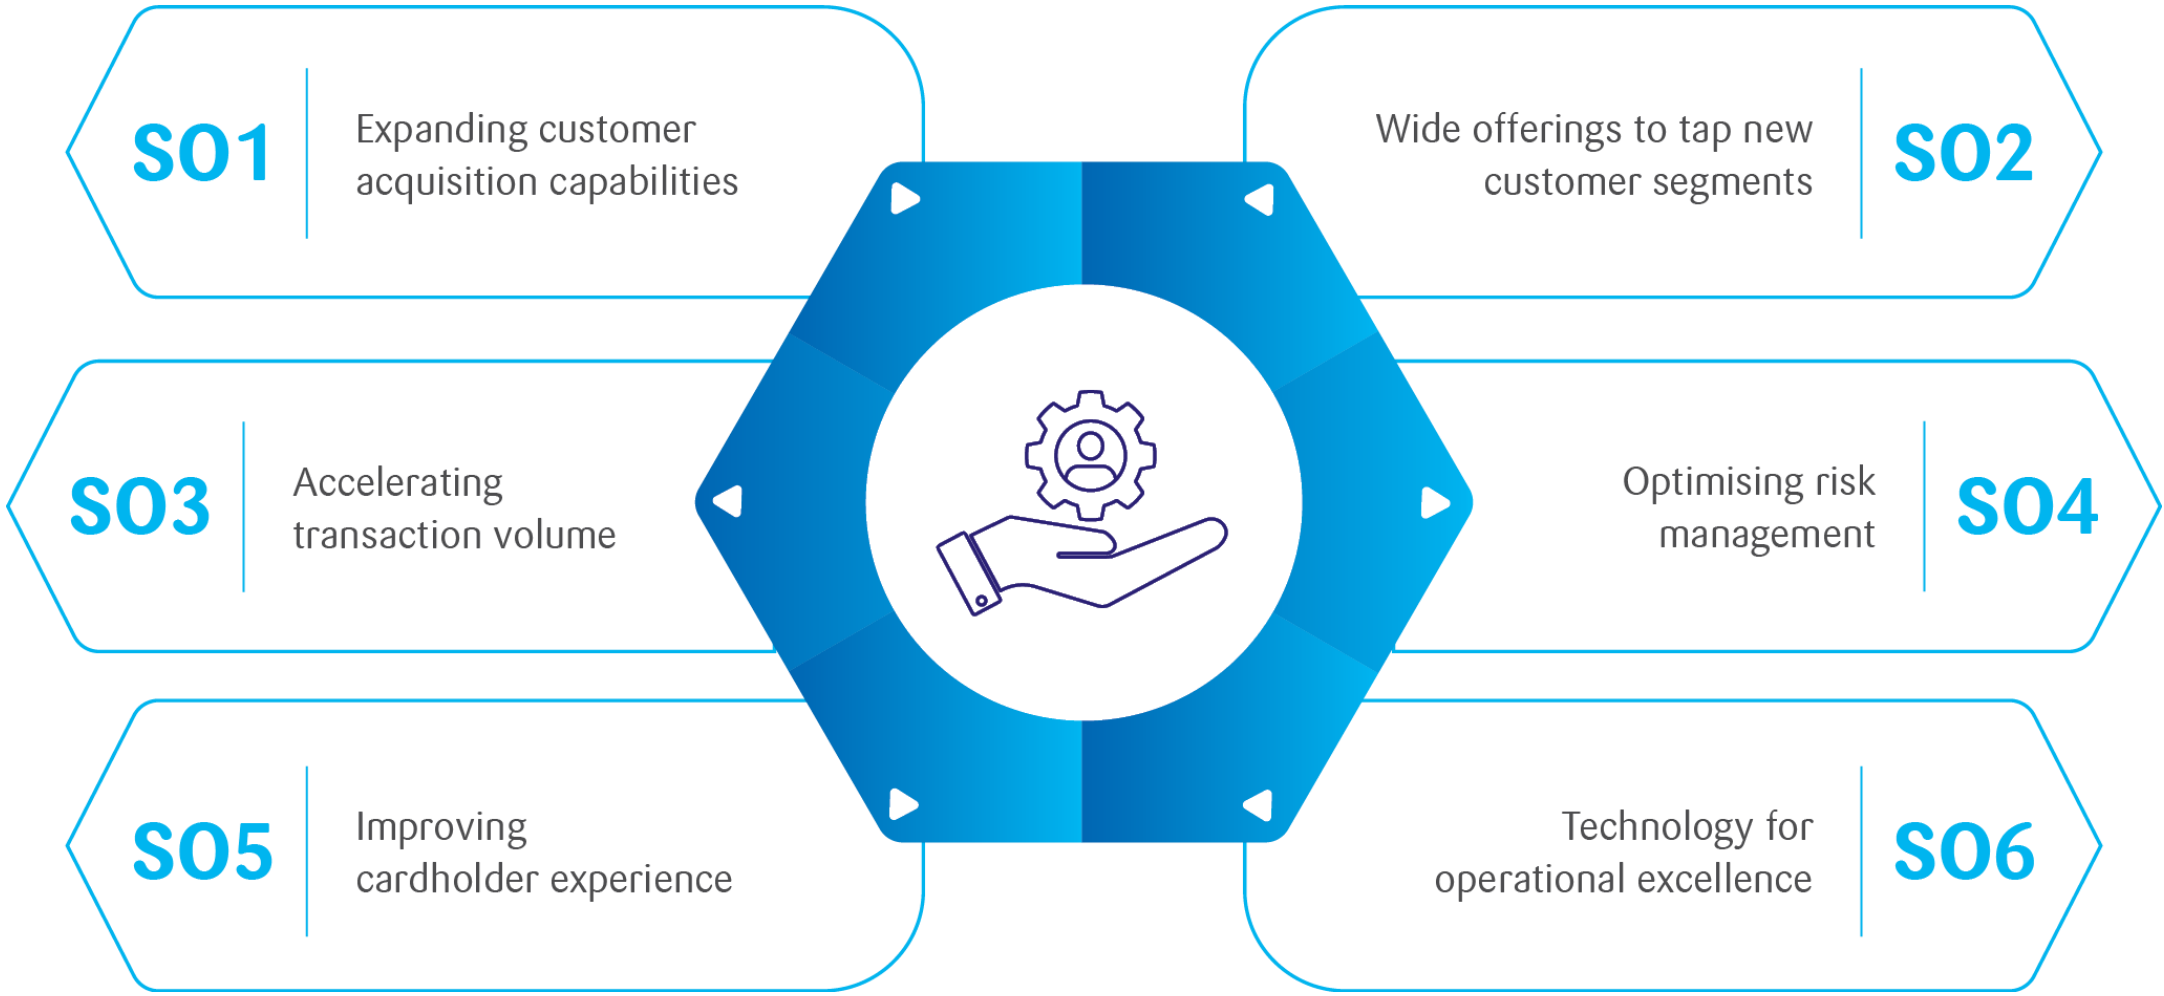 SO1
Expanding customer
acquisition capabilities
Wide offerings to tap new
customer segments
SO2
SO3
Accelerating
transaction volume
Optimising risk
management
SO4
SO5
Improving
cardholder experience
Technology for
operational excellence
SO6